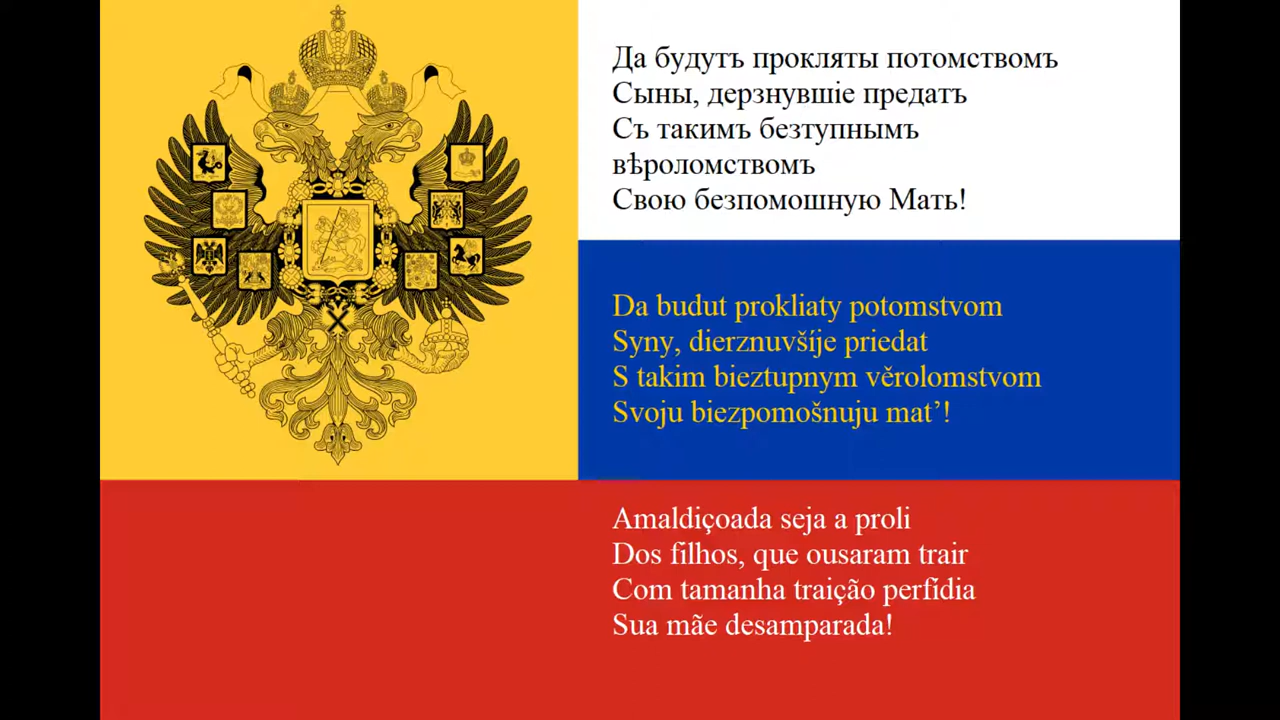 Да будутъ прокляты потомствомъ
Сыны, дерзнувшіе предатъ
Съ такимъ безтупнымъ
вѣроломствомъ
Свою безпомошную Мать!
Da budut prokliaty potomstvom
Syny, dierznuvšíje priedat
S takim bieztupnym věrolomstvom
Svoju biezpomošnuju mat’!
Amaldiçoada seja a proli
Dos filhos, que ousaram trair
Com tamanha traição perfídia
Sua mãe desamparada!